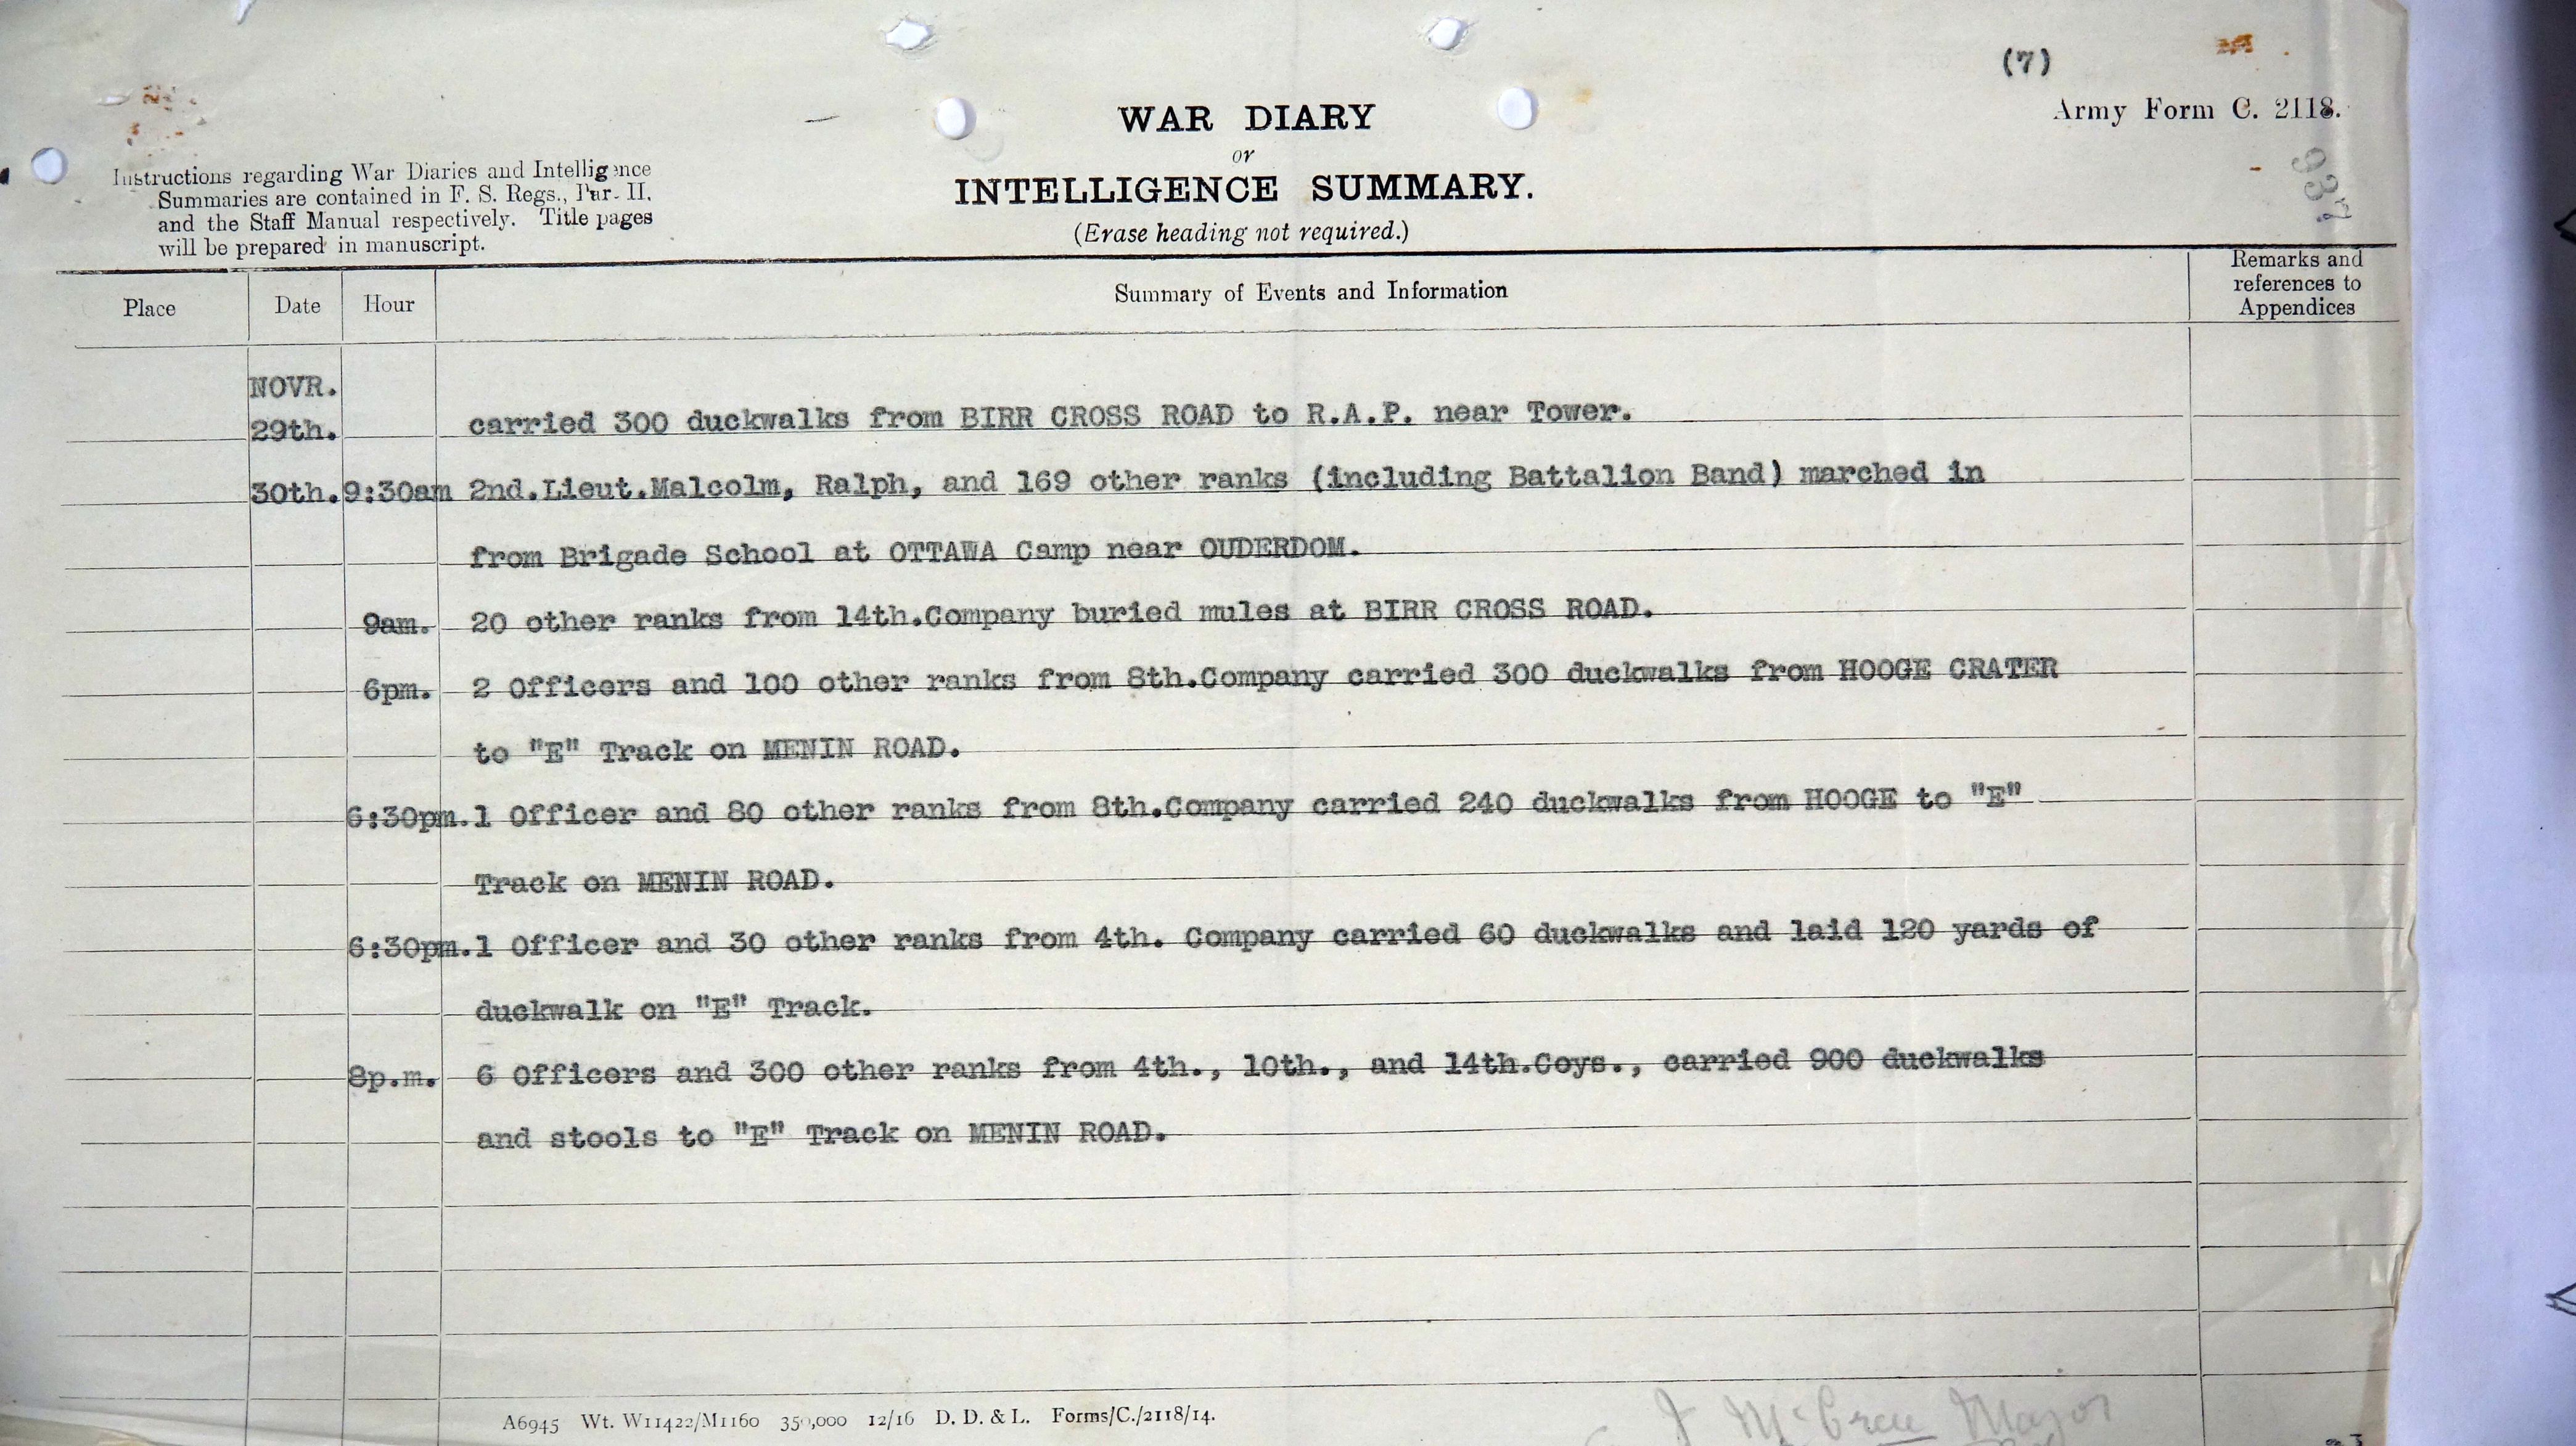 (7)
Army Form C. 2118.
937
WAR DIARY
or
INTELLIGENCE SUMMARY.
(Erase heading not required.)
Instructions regarding War Diaries and Intelligence
Summaries are contained in F. S. Regs., Par. II.
and the Staff Manual respectively. Title pages
will be prepared in manuscript.
Place Date Hour Summary of Events and Information Remarks and
references to
Appendices
NOVR.
29th. carried 300 duckwalks from BIRR CROSS ROAD to R.A.P. near Tower.
30th. 9:30am 2nd.Lieut.Malcolm, Ralph, and 169 other ranks (including Battalion Band) marched in
from Brigade School at OTTAWA Camp near OUDERDOM.
9am. 20 other ranks from 14th.Company buried mules at BIRR CROSS ROAD.
6pm. 2 Officers and 100 other ranks from 8th.Company carried 300 duckwalks from HOOGE CRATER
to "E" Track on MENIN ROAD.
6:30pm. 1 Officer and 80 other ranks from 8th.Company carried 240 duckwalks from HOOGE to "E"
Track on MENIN ROAD.
6:30pm. 1 Officer and 30 other ranks from 4th. Company carried 60 duckwalks and laid 120 yards of
duckwalk on "E" Track.
8p.m. 6 Officers and 300 other ranks from 4th., 10th., and 14th.Coys., carried 900 duckwalks
and stools to "E" Track on MENIN ROAD.
A6945 Wt. W11422/M1160 350,000 12/16 D. D. & L. Forms/C./2118/14.
J McCrae Major